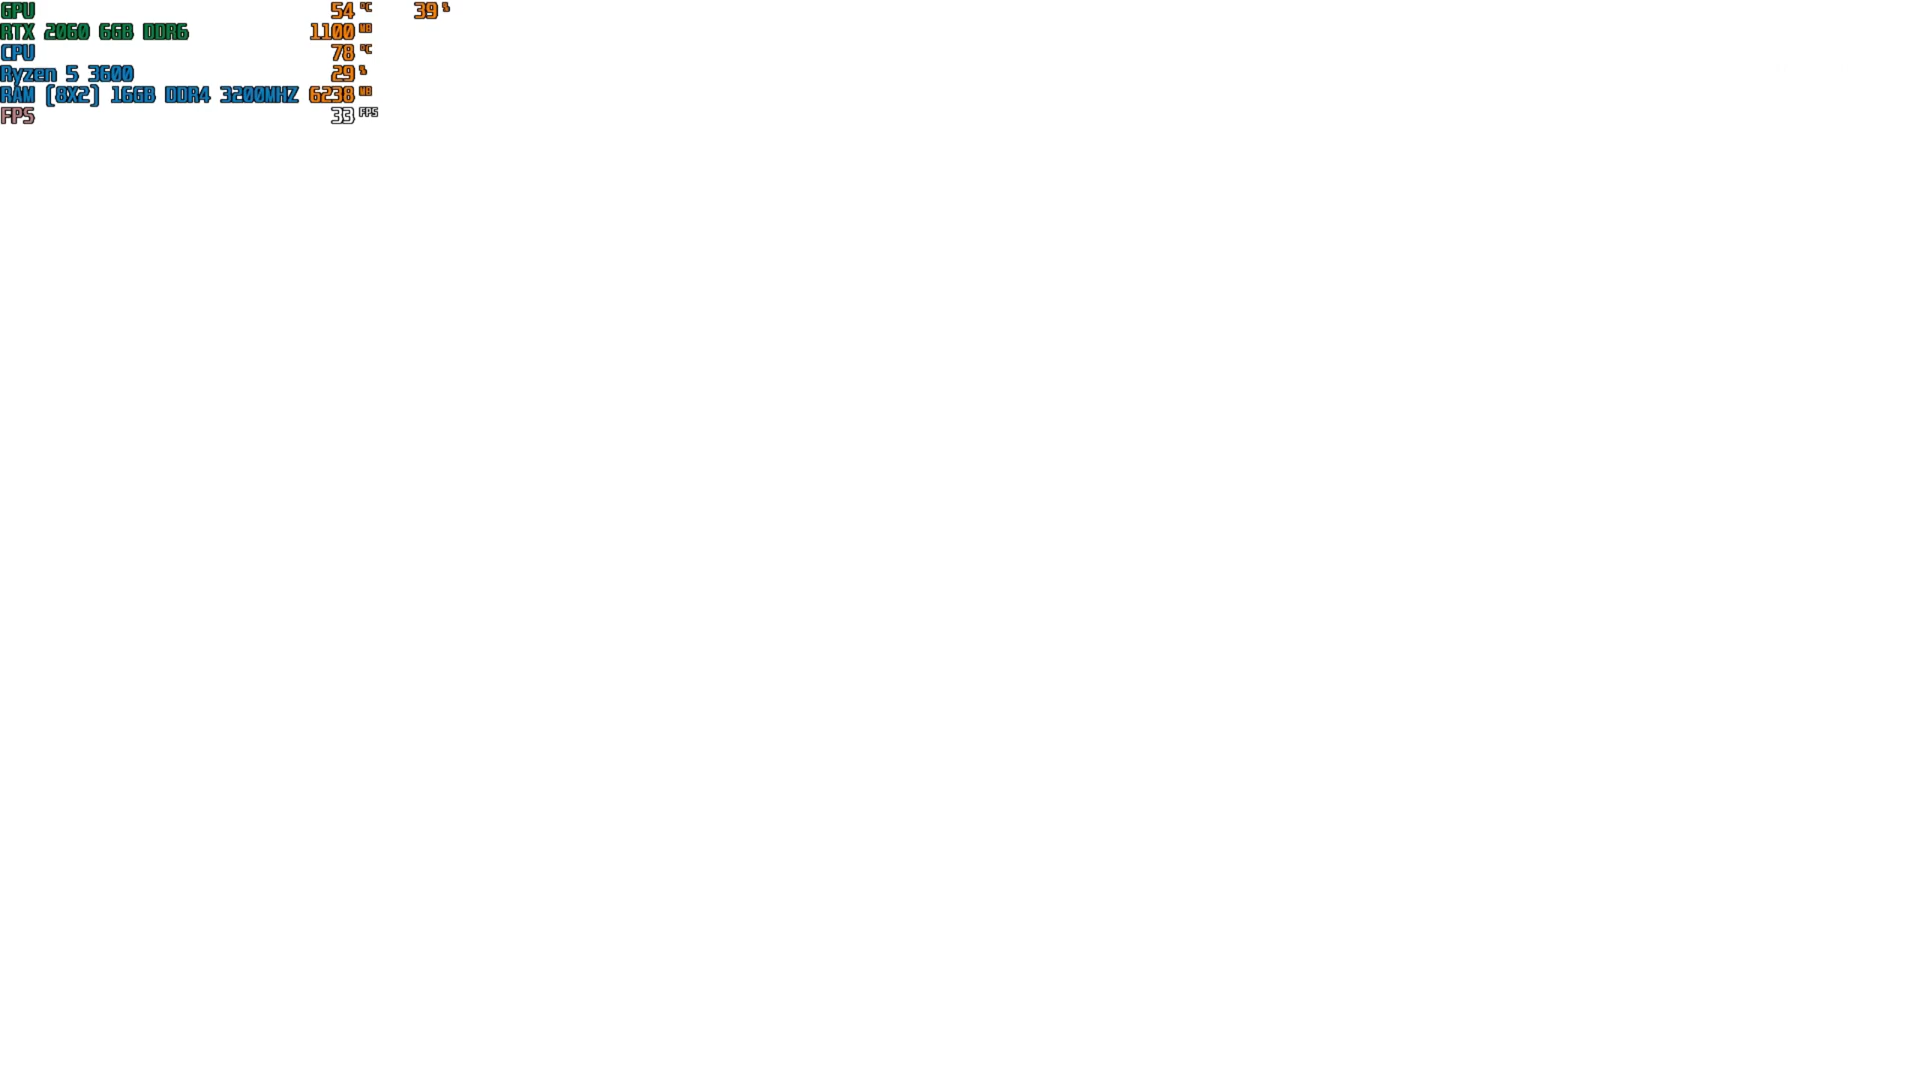 GPU 54 °C 39 %
RTX 2060 6GB DDR6 1100 MB
CPU 78 °C
Ryzen 5 3600 29 %
RAM (8X2) 16GB DDR4 3200MHZ 6238 MB
FPS 33 FPS